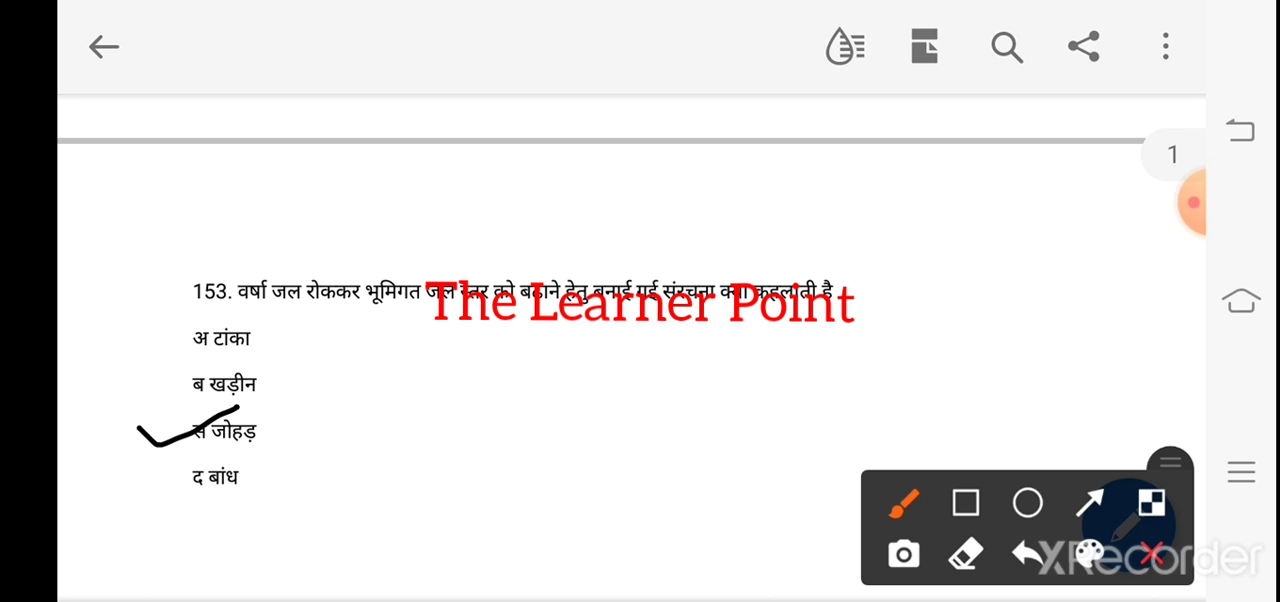 1
153. वर्षा जल रोककर भूमिगत जल स्तर को बढाने हेतु बनाई गई संरचना क्या कहलाती है
The Learner Point
अ टांका
ब खड़ीन
स जोहड़
द बांध
XRecorder